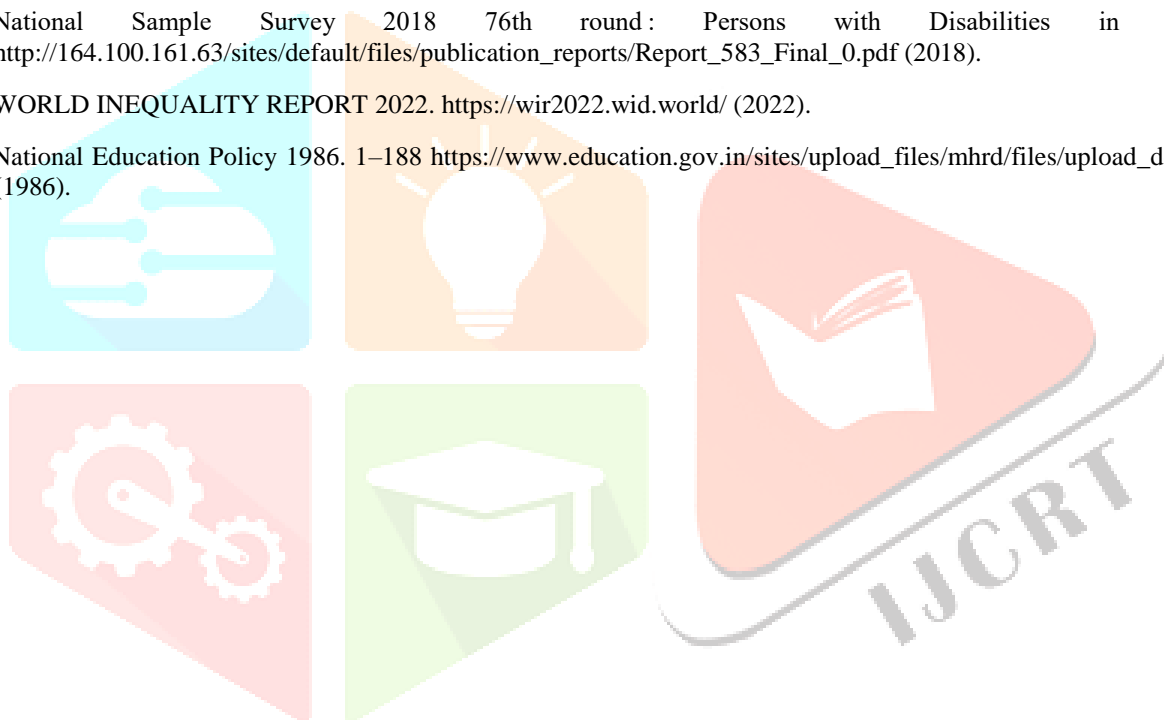 National Sample Survey 2018 76th round : Persons with Disabilities in
http://164.100.161.63/sites/default/files/publication_reports/Report_583_Final_0.pdf (2018).
WORLD INEQUALITY REPORT 2022. https://wir2022.wid.world/ (2022).
National Education Policy 1986. 1–188 https://www.education.gov.in/sites/upload_files/mhrd/files/upload_d
(1986).
IJCRT